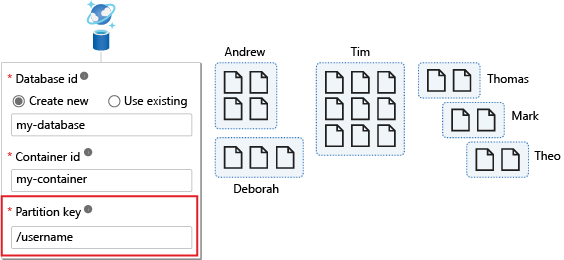 * Database id
Create new
Use existing
my-database
* Container id
my-container
* Partition key
/username
Andrew
Tim
Thomas
Mark
Theo
Deborah